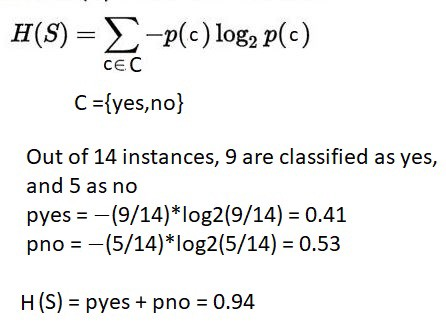 H(S) = ∑ −p(c) log₂ p(c)
c∈C
C ={yes,no}
Out of 14 instances, 9 are classified as yes,
and 5 as no
pyes = −(9/14)*log2(9/14) = 0.41
pno = −(5/14)*log2(5/14) = 0.53
H (S) = pyes + pno = 0.94